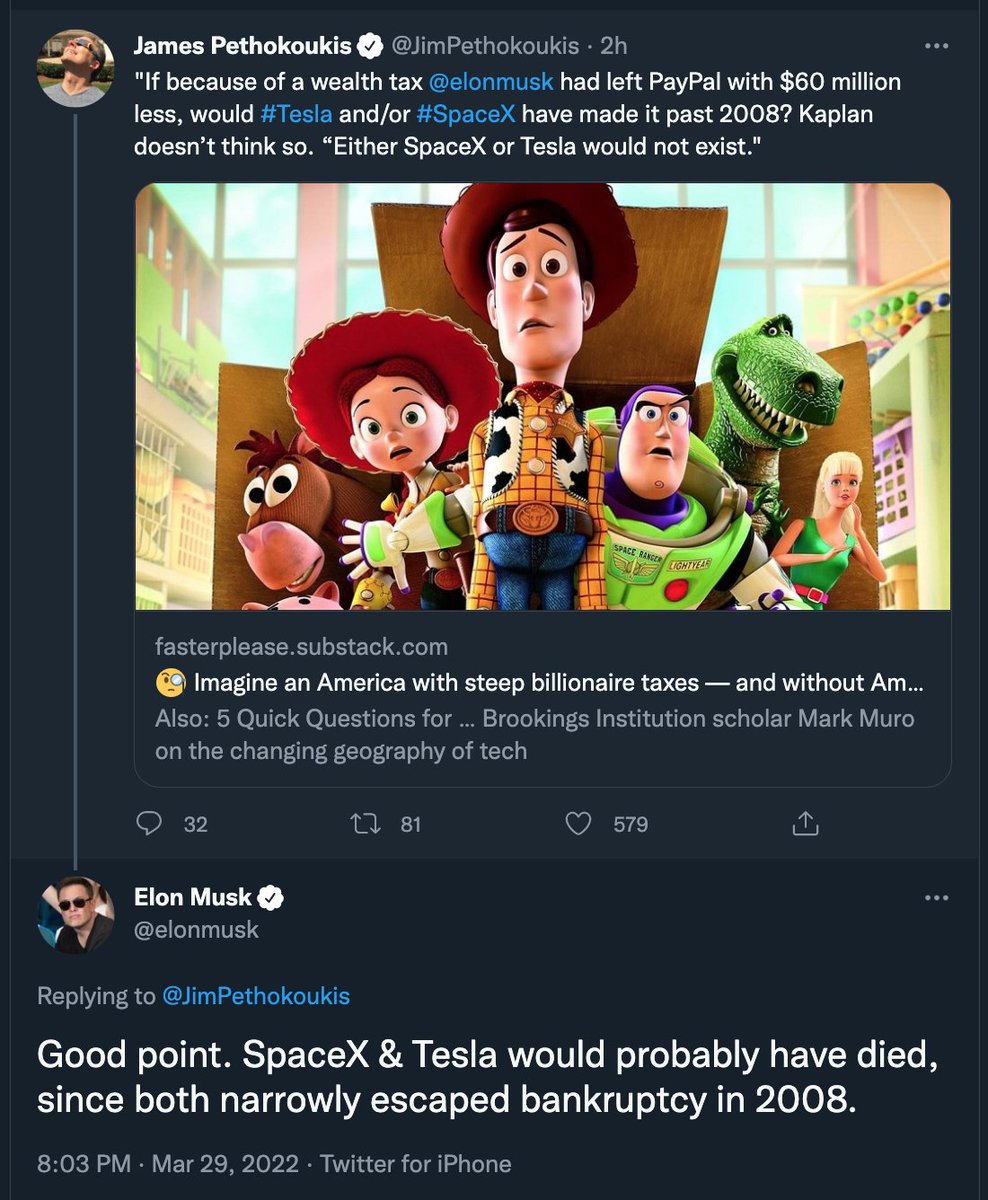 James Pethokoukis @JimPethokoukis · 2h
"If because of a wealth tax @elonmusk had left PayPal with $60 million
less, would #Tesla and/or #SpaceX have made it past 2008? Kaplan
doesn’t think so. “Either SpaceX or Tesla would not exist."
SPACE RANGER
LIGHTYEAR
fasterplease.substack.com
🧐 Imagine an America with steep billionaire taxes — and without Am...
Also: 5 Quick Questions for ... Brookings Institution scholar Mark Muro
on the changing geography of tech
32 81 579
Elon Musk
@elonmusk
Replying to @JimPethokoukis
Good point. SpaceX & Tesla would probably have died,
since both narrowly escaped bankruptcy in 2008.
8:03 PM · Mar 29, 2022 · Twitter for iPhone